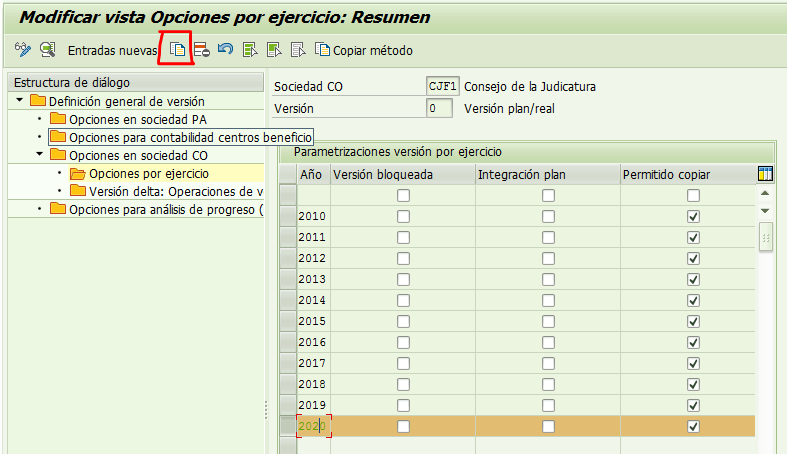 Modificar vista Opciones por ejercicio: Resumen
Entradas nuevas Copiar método
Estructura de diálogo
Definición general de versión
Opciones en sociedad PA
Opciones para contabilidad centros beneficio
Opciones en sociedad CO
Opciones por ejercicio
Versión delta: Operaciones de v
Opciones para análisis de progreso (
Sociedad CO CJF1 Consejo de la Judicatura
Versión 0 Versión plan/real
Parametrizaciones versión por ejercicio
Año Versión bloqueada Integración plan Permitido copiar
2010
2011
2012
2013
2014
2015
2016
2017
2018
2019
2020